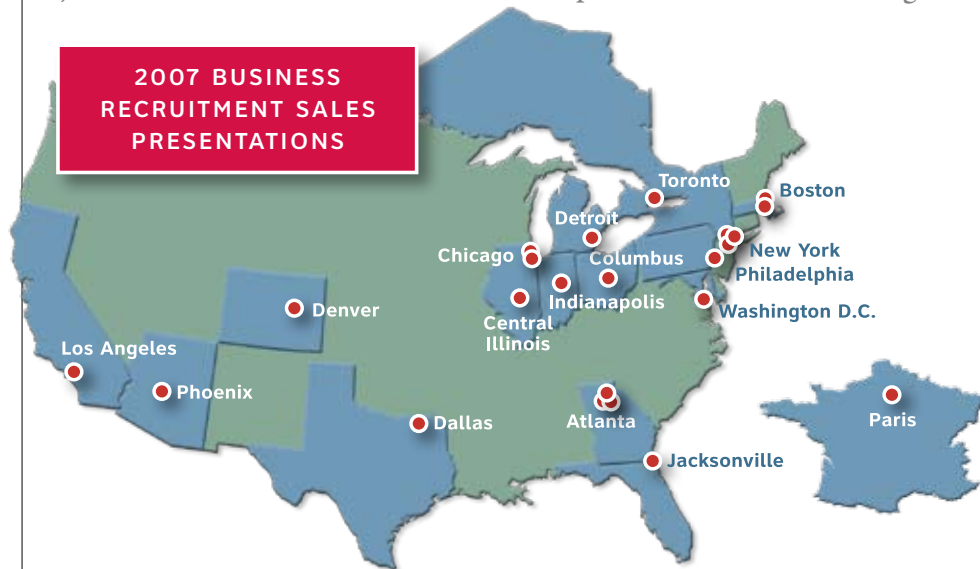 2007 BUSINESS
RECRUITMENT SALES
PRESENTATIONS
Toronto
Boston
Detroit
Chicago
Columbus
New York
Philadelphia
Indianapolis
Denver
Washington D.C.
Central
Illinois
Los Angeles
Phoenix
Dallas
Atlanta
Paris
Jacksonville